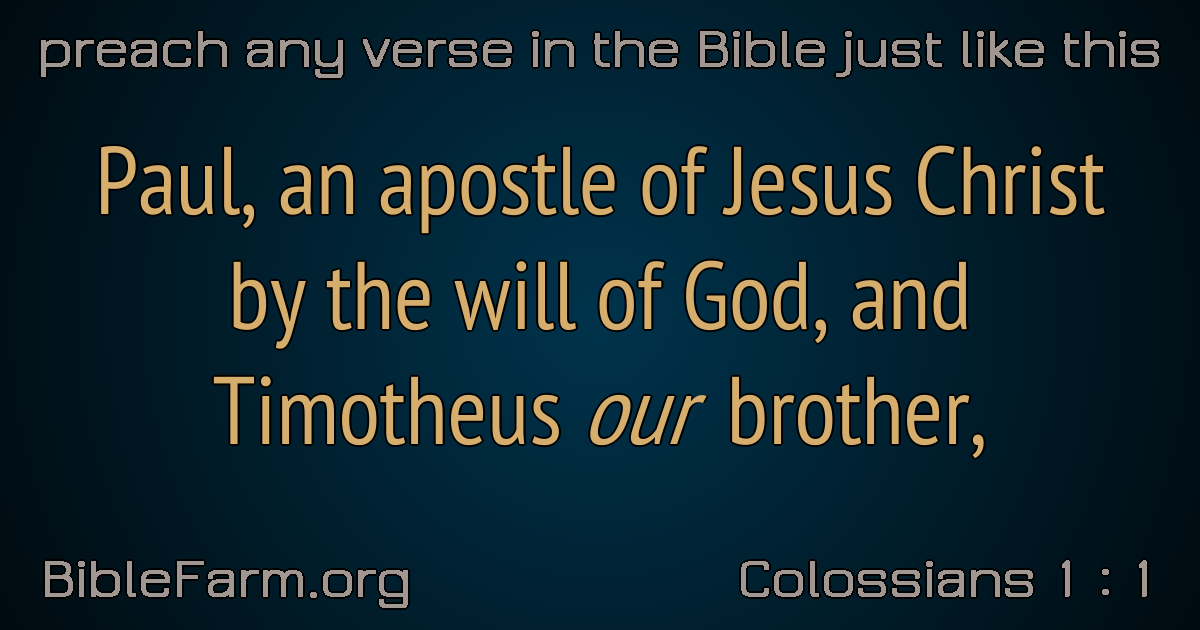 preach any verse in the Bible just like this
Paul, an apostle of Jesus Christ
by the will of God, and
Timotheus our brother,
BibleFarm.org
Colossians 1 : 1